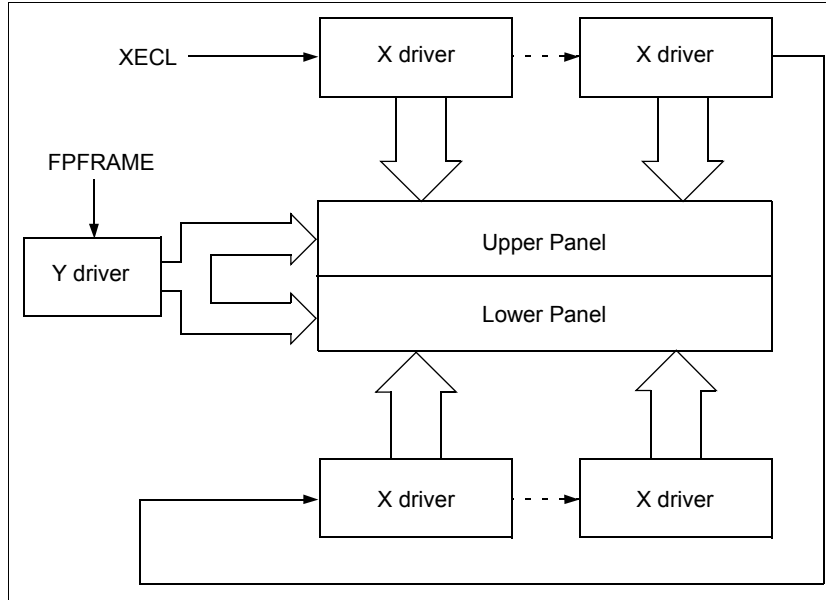 XECL
X driver
X driver
FPFRAME
Y driver
Upper Panel
Lower Panel
X driver
X driver